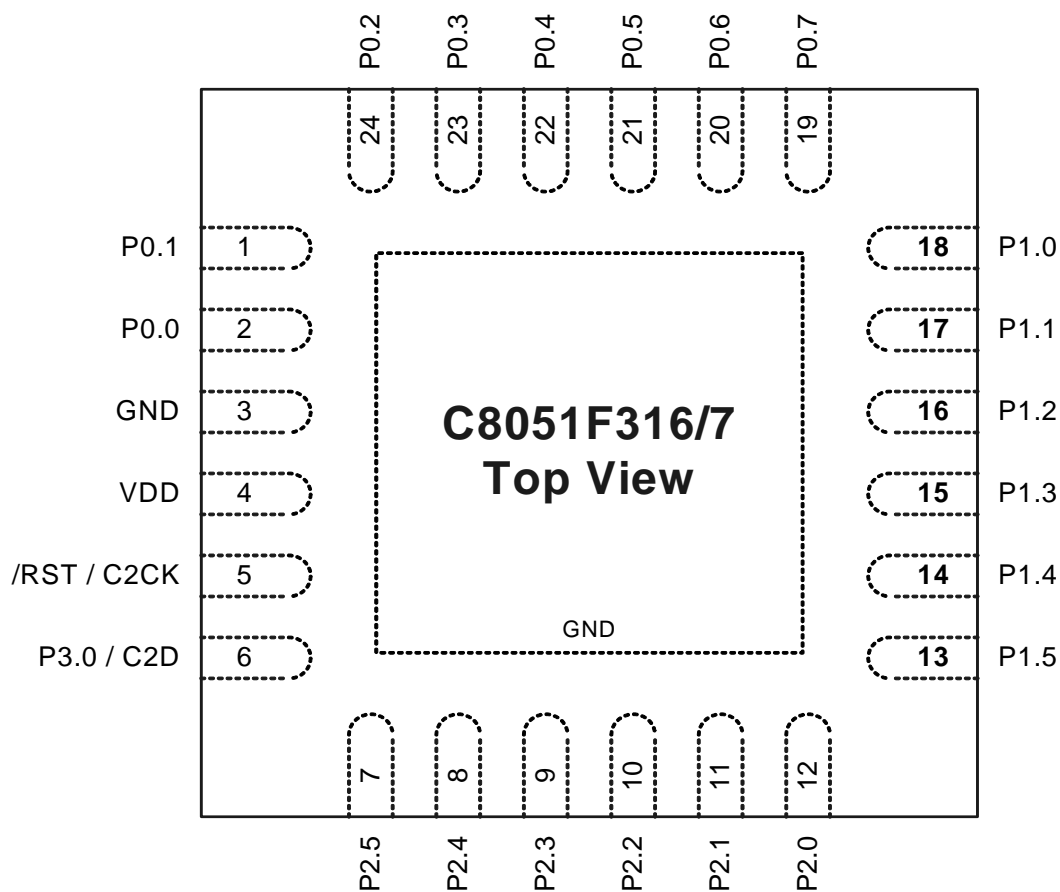 P0.2
P0.3
P0.4
P0.5
P0.6
P0.7
24
23
22
21
20
19
P0.1 1
P0.0 2
GND 3
VDD 4
/RST / C2CK 5
P3.0 / C2D 6
18 P1.0
17 P1.1
16 P1.2
15 P1.3
14 P1.4
13 P1.5
C8051F316/7
Top View
GND
7
8
9
10
11
12
P2.5
P2.4
P2.3
P2.2
P2.1
P2.0